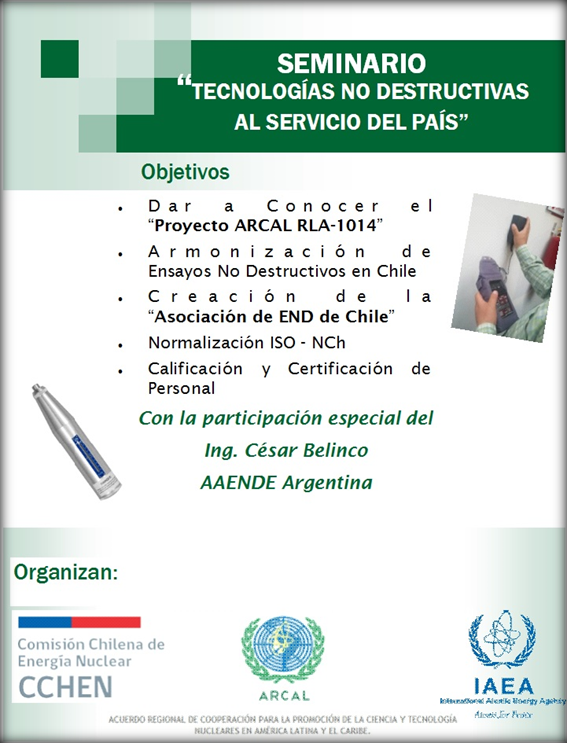 SEMINARIO
“TECNOLOGÍAS NO DESTRUCTIVAS
AL SERVICIO DEL PAÍS”
Objetivos
• Dar a Conocer el
“Proyecto ARCAL RLA-1014”
• Armonización de
Ensayos No Destructivos en Chile
• Creación de la
“Asociación de END de Chile”
• Normalización ISO - NCh
• Calificación y Certificación de
Personal
Con la participación especial del
Ing. César Belinco
AAENDE Argentina
Organizan:
Comisión Chilena de
Energía Nuclear
CCHEN
ARCAL
IAEA
International Atomic Energy Agency
Atoms For Peace
ACUERDO REGIONAL DE COOPERACIÓN PARA LA PROMOCIÓN DE LA CIENCIA Y TECNOLOGÍA
NUCLEARES EN AMÉRICA LATINA Y EL CARIBE.